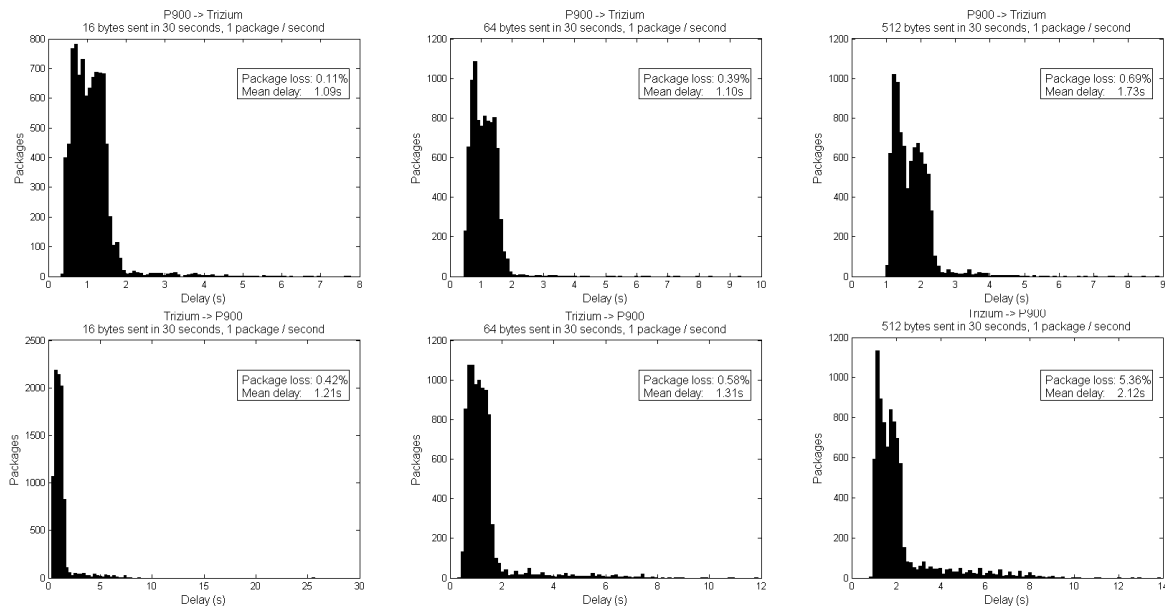 P900 -> Trizium
16 bytes sent in 30 seconds, 1 package / second
800
700
600
500
400
300
200
100
0
Packages
Package loss: 0.11%
Mean delay: 1.09s
0 1 2 3 4 5 6 7 8
Delay (s)
P900 -> Trizium
64 bytes sent in 30 seconds, 1 package / second
1200
1000
800
600
400
200
0
Packages
Package loss: 0.39%
Mean delay: 1.10s
0 1 2 3 4 5 6 7 8 9 10
Delay (s)
P900 -> Trizium
512 bytes sent in 30 seconds, 1 package / second
1200
1000
800
600
400
200
0
Packages
Package loss: 0.69%
Mean delay: 1.73s
0 1 2 3 4 5 6 7 8 9
Delay (s)
Trizium -> P900
16 bytes sent in 30 seconds, 1 package / second
2500
2000
1500
1000
500
0
Packages
Package loss: 0.42%
Mean delay: 1.21s
0 5 10 15 20 25 30
Delay (s)
Trizium -> P900
64 bytes sent in 30 seconds, 1 package / second
1200
1000
800
600
400
200
0
Packages
Package loss: 0.58%
Mean delay: 1.31s
0 2 4 6 8 10 12
Delay (s)
Trizium -> P900
512 bytes sent in 30 seconds, 1 package / second
1200
1000
800
600
400
200
0
Packages
Package loss: 5.36%
Mean delay: 2.12s
0 2 4 6 8 10 12 14
Delay (s)